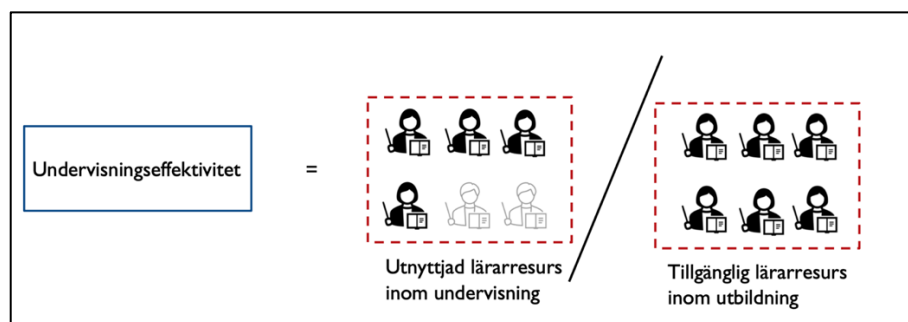 Undervisningseffektivitet
=
Utnyttjad lärarresurs
inom undervisning
/
Tillgänglig lärarresurs
inom utbildning